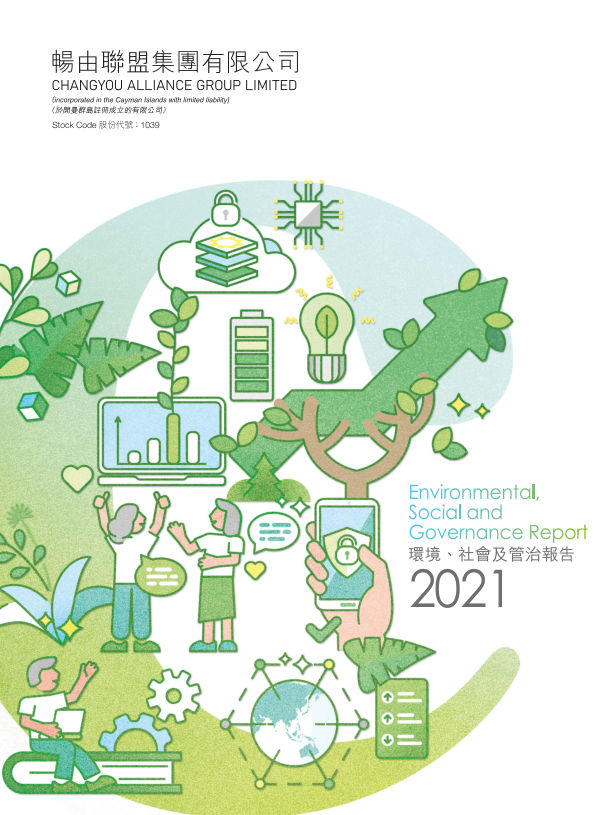 暢由聯盟集團有限公司
CHANGYOU ALLIANCE GROUP LIMITED
(incorporated in the Cayman Islands with limited liability)
(於開曼群島註冊成立的有限公司)
Stock Code 股份代號：1039
Environmental,
Social and
Governance Report
環境、社會及管治報告
2021